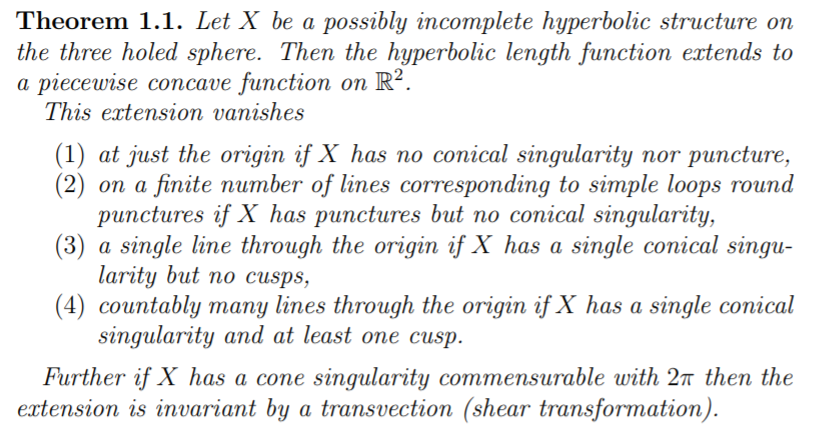 Theorem 1.1. Let X be a possibly incomplete hyperbolic structure on
the three holed sphere. Then the hyperbolic length function extends to
a piecewise concave function on ℝ².
This extension vanishes
(1) at just the origin if X has no conical singularity nor puncture,
(2) on a finite number of lines corresponding to simple loops round
punctures if X has punctures but no conical singularity,
(3) a single line through the origin if X has a single conical singu-
larity but no cusps,
(4) countably many lines through the origin if X has a single conical
singularity and at least one cusp.
Further if X has a cone singularity commensurable with 2π then the
extension is invariant by a transvection (shear transformation).